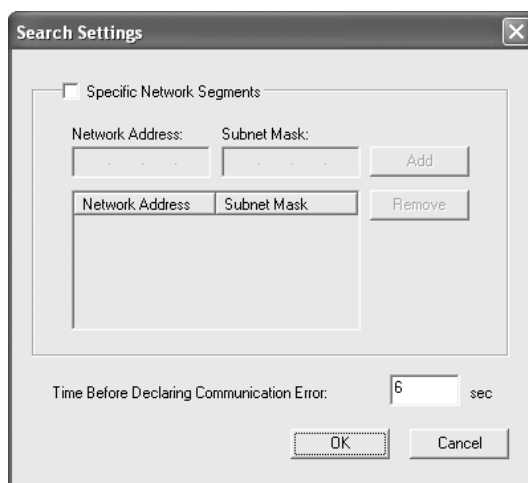 Search Settings
Specific Network Segments
Network Address: Subnet Mask:
. . . . . . Add
Network Address Subnet Mask Remove
Time Before Declaring Communication Error: 6 sec
OK Cancel